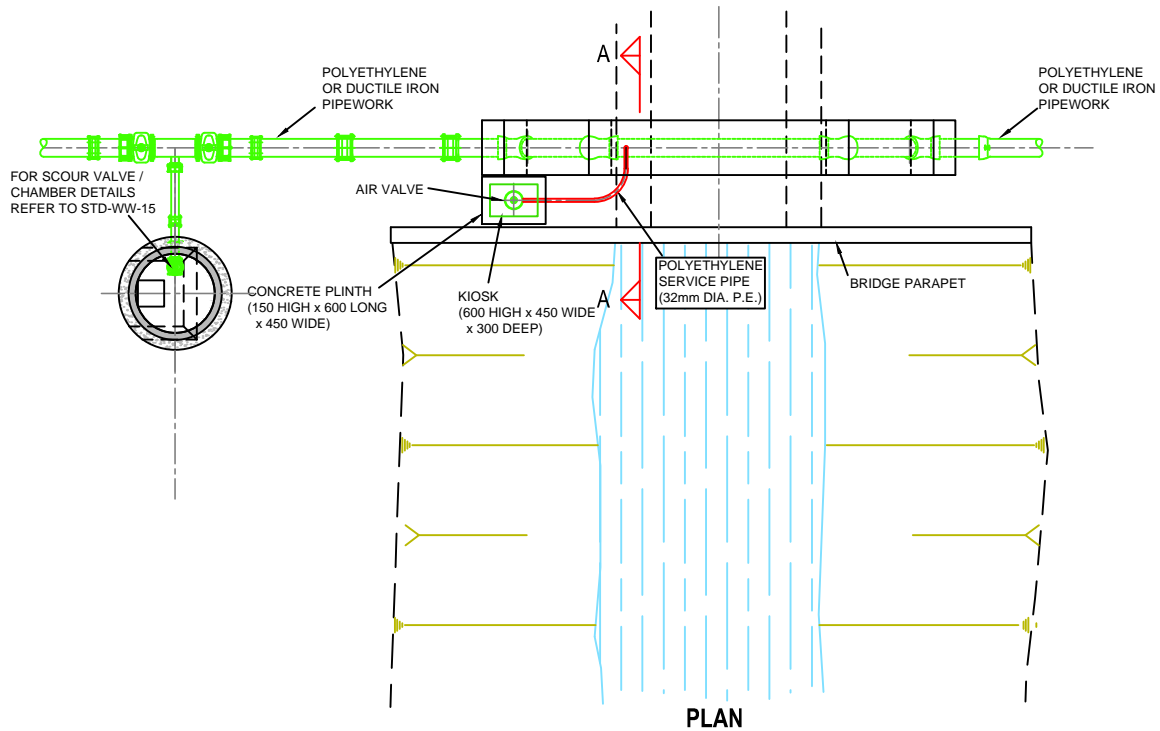 A
POLYETHYLENE
OR DUCTILE IRON
PIPEWORK
POLYETHYLENE
OR DUCTILE IRON
PIPEWORK
FOR SCOUR VALVE /
CHAMBER DETAILS
REFER TO STD-WW-15
AIR VALVE
CONCRETE PLINTH
(150 HIGH x 600 LONG
x 450 WIDE)
KIOSK
(600 HIGH x 450 WIDE
x 300 DEEP)
A
POLYETHYLENE
SERVICE PIPE
(32mm DIA. P.E.)
BRIDGE PARAPET
PLAN